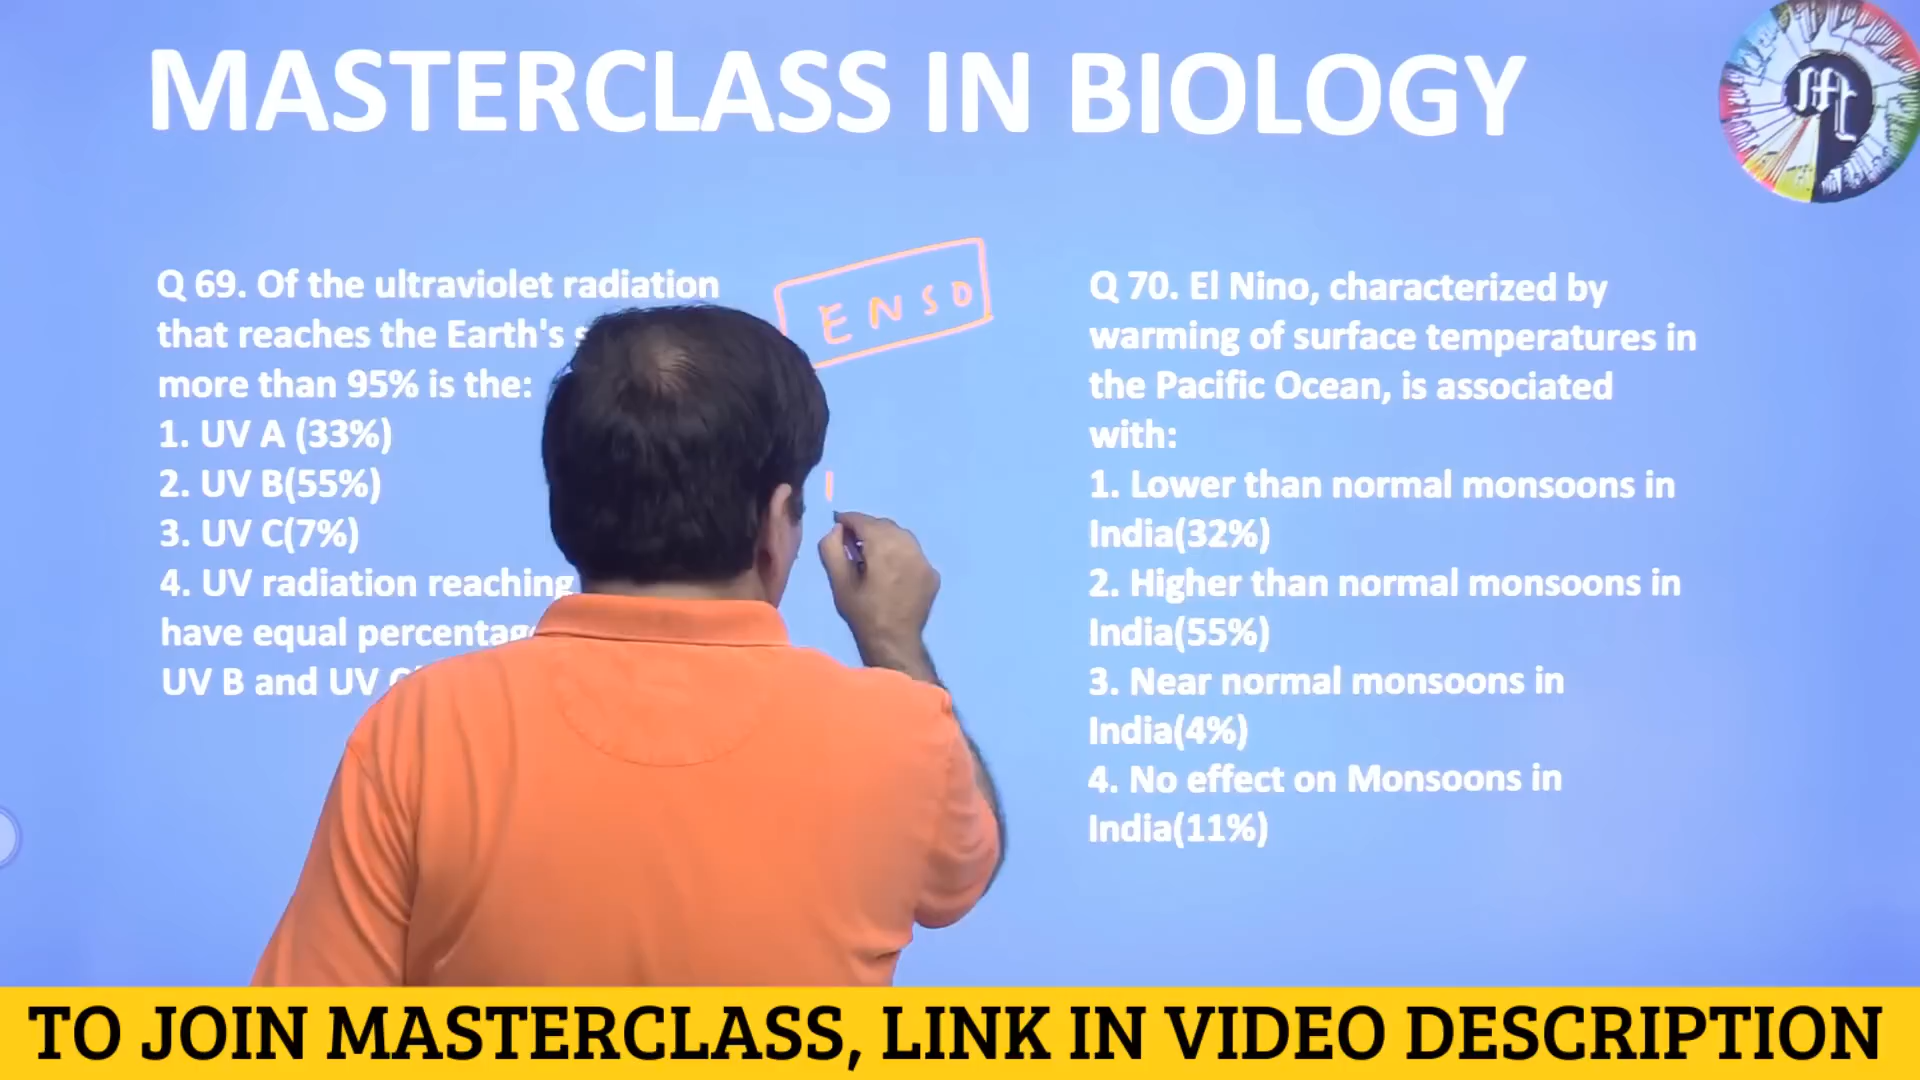 MASTERCLASS IN BIOLOGY
Q 69. Of the ultraviolet radiation
that reaches the Earth's
more than 95% is the:
1. UV A (33%)
2. UV B(55%)
3. UV C(7%)
4. UV radiation reaching
have equal percentage
UV B and UV
ENSO
Q 70. El Nino, characterized by
warming of surface temperatures in
the Pacific Ocean, is associated
with:
1. Lower than normal monsoons in
India(32%)
2. Higher than normal monsoons in
India(55%)
3. Near normal monsoons in
India(4%)
4. No effect on Monsoons in
India(11%)
TO JOIN MASTERCLASS, LINK IN VIDEO DESCRIPTION